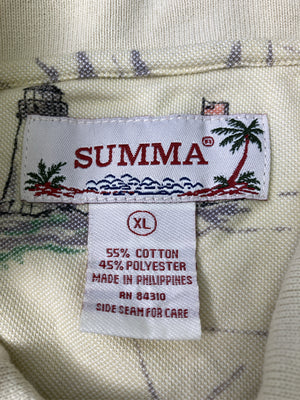 SUMMA®
XL
55% COTTON
45% POLYESTER
MADE IN PHILIPPINES
RN 84310
SIDE SEAM FOR CARE